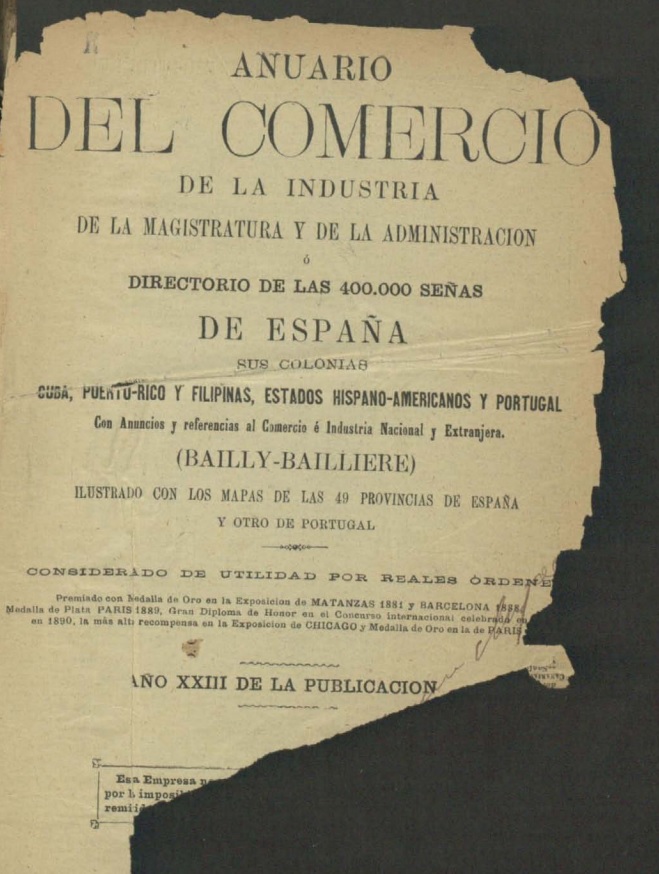 ANUARIO
DEL COMERCIO
DE LA INDUSTRIA
DE LA MAGISTRATURA Y DE LA ADMINISTRACION
ó
DIRECTORIO DE LAS 400.000 SEÑAS
DE ESPAÑA
SUS COLONIAS
CUBA, PUERTO-RICO Y FILIPINAS, ESTADOS HISPANO-AMERICANOS Y PORTUGAL
Con Anuncios y referencias al Comercio é Industria Nacional y Extranjera.
(BAILLY-BAILLIERE)
ILUSTRADO CON LOS MAPAS DE LAS 49 PROVINCIAS DE ESPAÑA
Y OTRO DE PORTUGAL
CONSIDERADO DE UTILIDAD POR REALES ÓRDENE
Premiado con Medalla de Oro en la Exposicion de MATANZAS 1881 y BARCELONA 1888,
Medalla de Plata PARIS 1889, Gran Diploma de Honor en el Concurso internacional celebrado en
en 1890, la más alta recompensa en la Exposicion de CHICAGO y Medalla de Oro en la de PARIS
AÑO XXIII DE LA PUBLICACION
Esa Empresa
por la